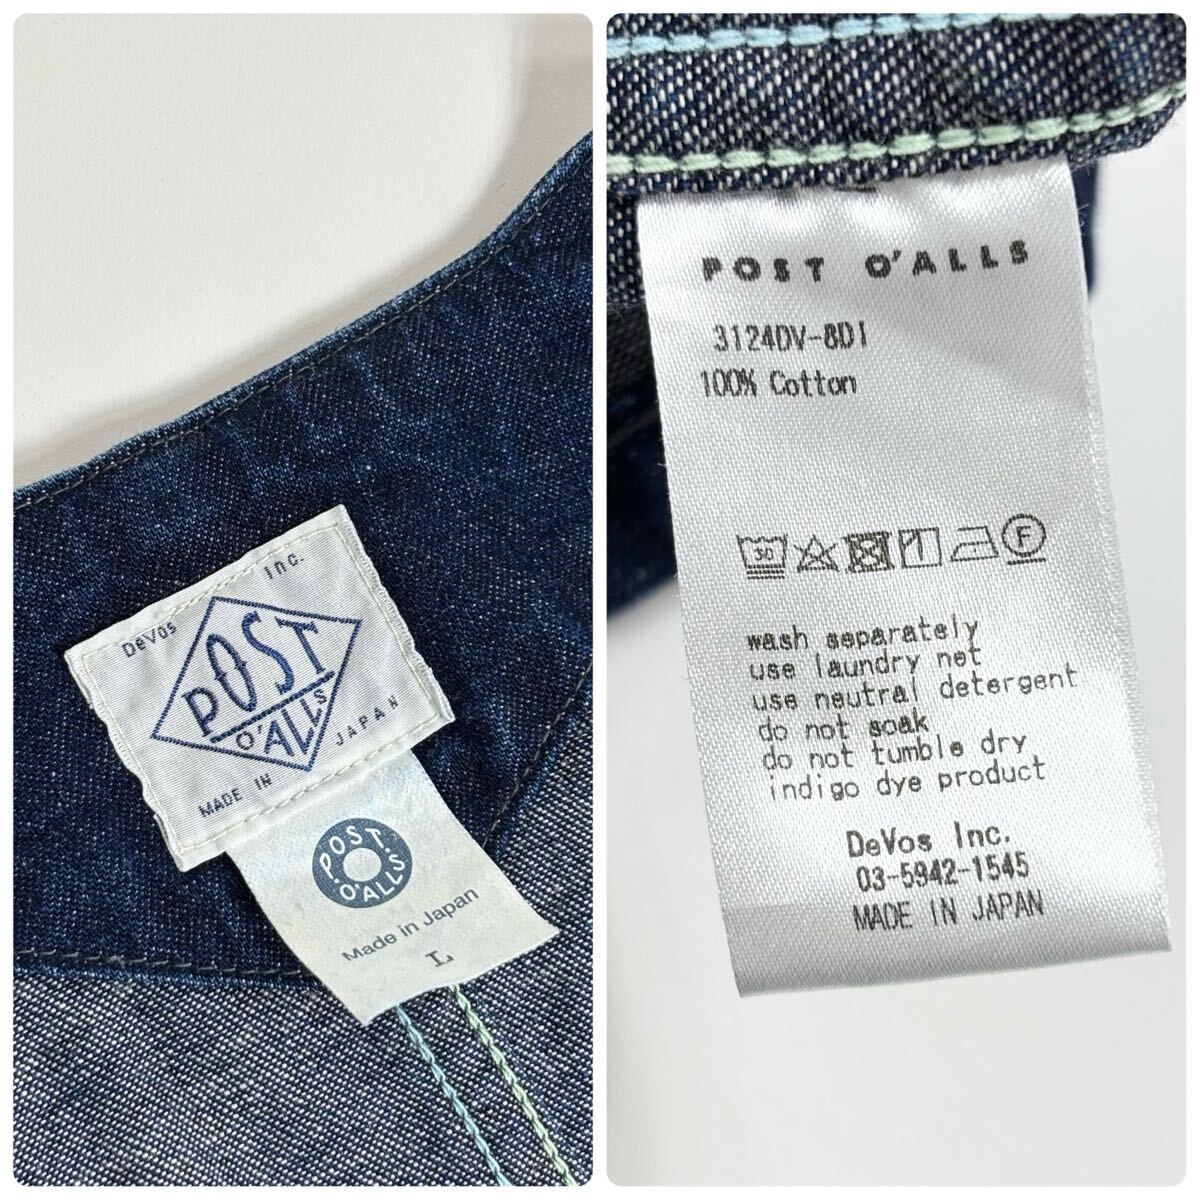 DeVos Inc.
POST
O'ALLS
MADE IN JAPAN
POST.
O'ALLS
Made in Japan
L
POST O'ALLS
3124DV-8DI
100% Cotton
30
1
F
wash separately
use laundry net
use neutral detergent
do not soak
do not tumble dry
indigo dye product
DeVos Inc.
03-5942-1545
MADE IN JAPAN